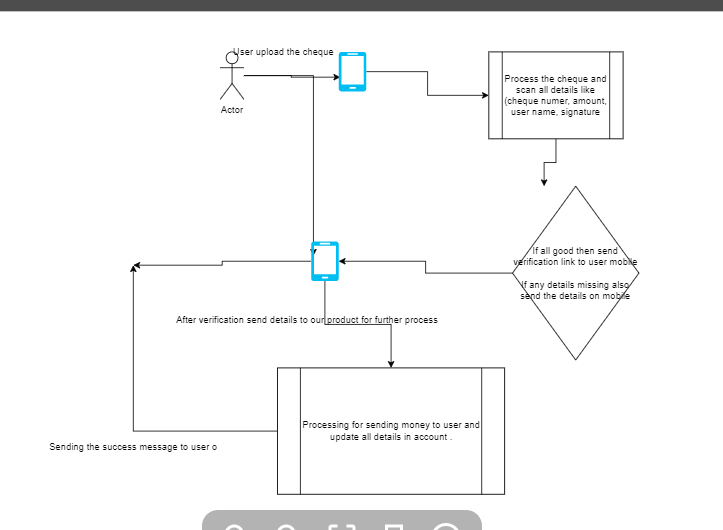 User upload the cheque
Actor
Process the cheque and
scan all details like
(cheque numer, amount,
user name, signature
If all good then send
verification link to user mobile
If any details missing also
send the details on mobile
After verification send details to our product for further process
Processing for sending money to user and
update all details in account .
Sending the success message to user o